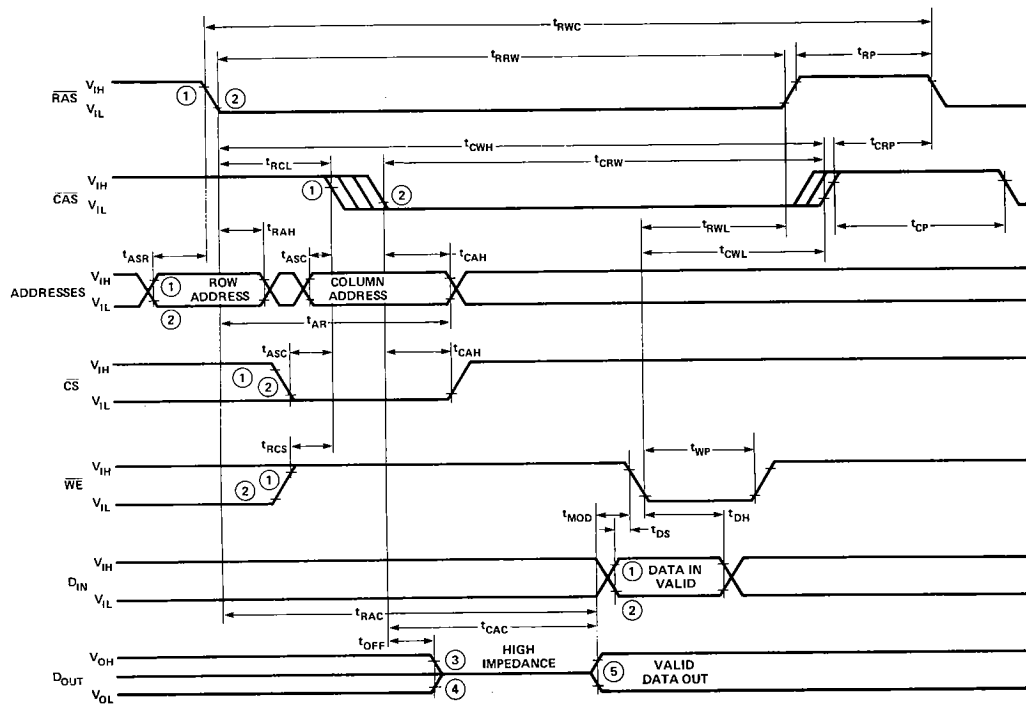 tRWC
tRRW
tRP
RAS
VIH
VIL
①
②
tCWH
tCRP
tRCL
tCRW
CAS
VIH
VIL
①
②
tRWL
tCP
tCWL
tRAH
tASR
tASC
tCAH
ADDRESSES
VIH
VIL
①
②
ROW
ADDRESS
COLUMN
ADDRESS
tAR
tASC
tCAH
CS
VIH
VIL
①
②
tRCS
tWP
WE
VIH
VIL
①
②
tMOD
tDS
tDH
DIN
VIH
VIL
①
②
DATA IN
VALID
tRAC
tCAC
tOFF
DOUT
VOH
VOL
③
④
HIGH
IMPEDANCE
⑤
VALID
DATA OUT